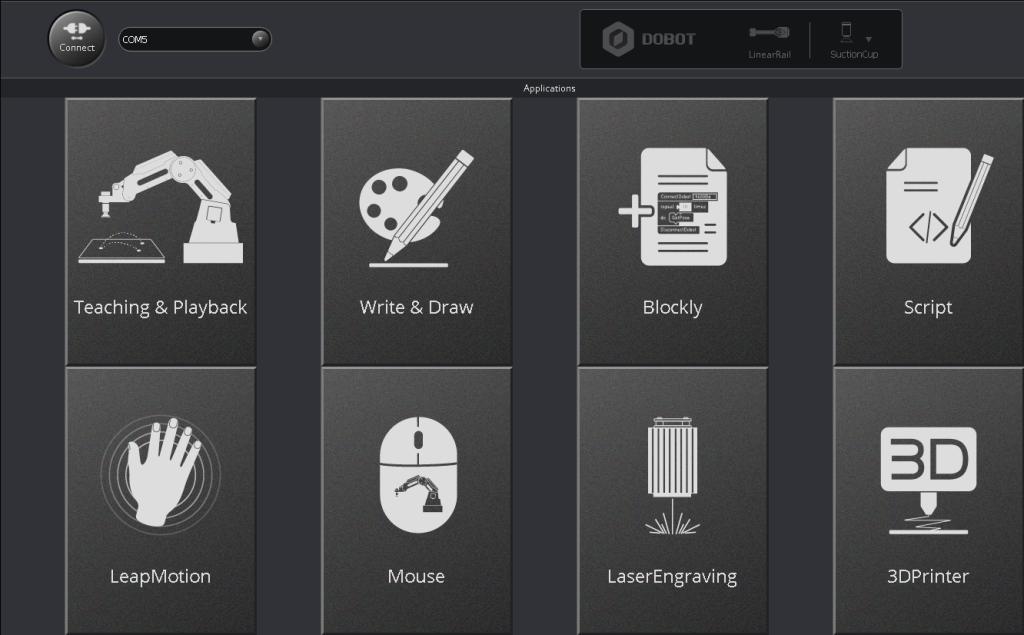 Connect
COM5
DOBOT
LinearRail
SuctionCup
Applications
Teaching & Playback
Write & Draw
Blockly
Script
LeapMotion
Mouse
LaserEngraving
3D
3DPrinter